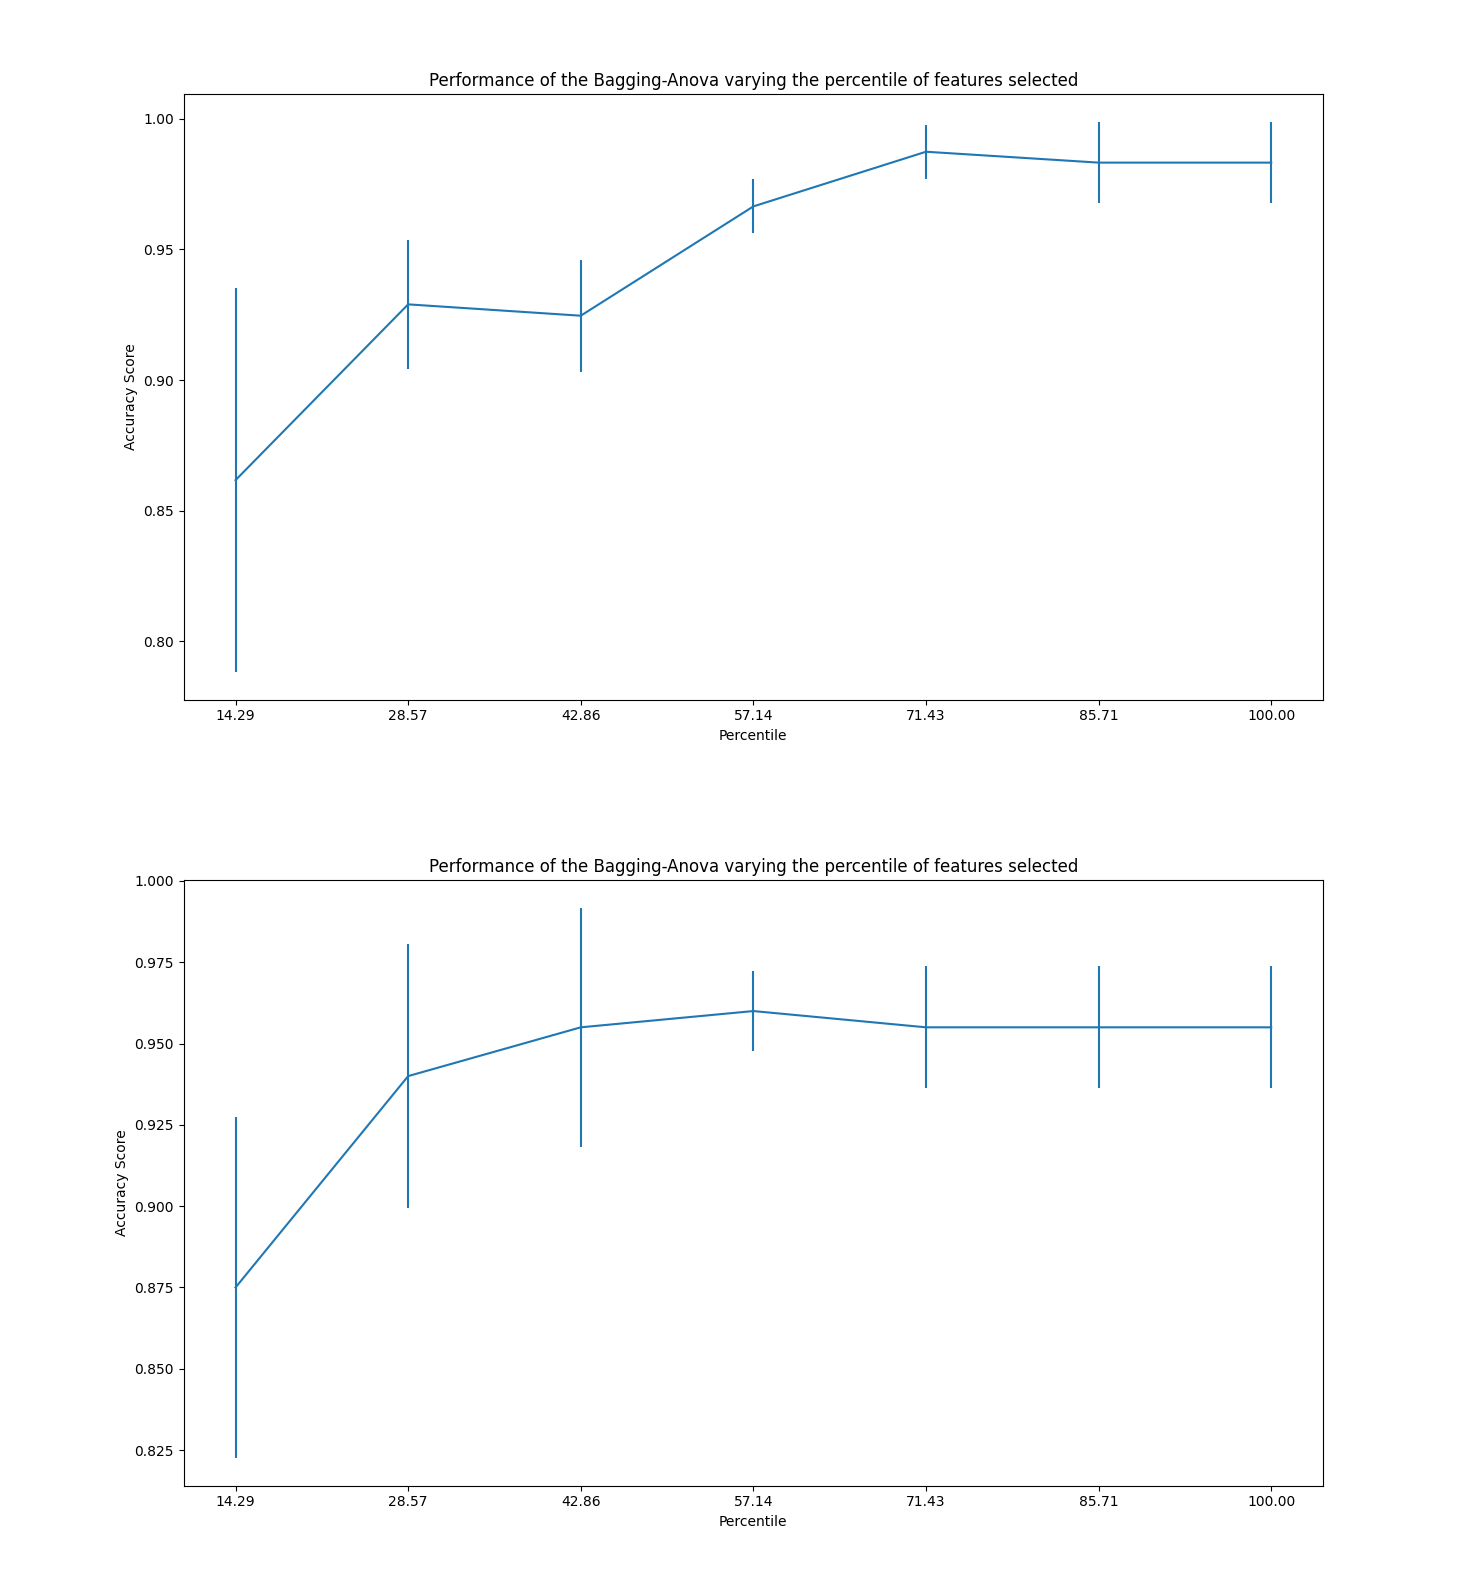 Performance of the Bagging-Anova varying the percentile of features selected
1.00
0.95
0.90
0.85
0.80
Accuracy Score
14.29 28.57 42.86 57.14 71.43 85.71 100.00
Percentile
Performance of the Bagging-Anova varying the percentile of features selected
1.000
0.975
0.950
0.925
0.900
0.875
0.850
0.825
Accuracy Score
14.29 28.57 42.86 57.14 71.43 85.71 100.00
Percentile